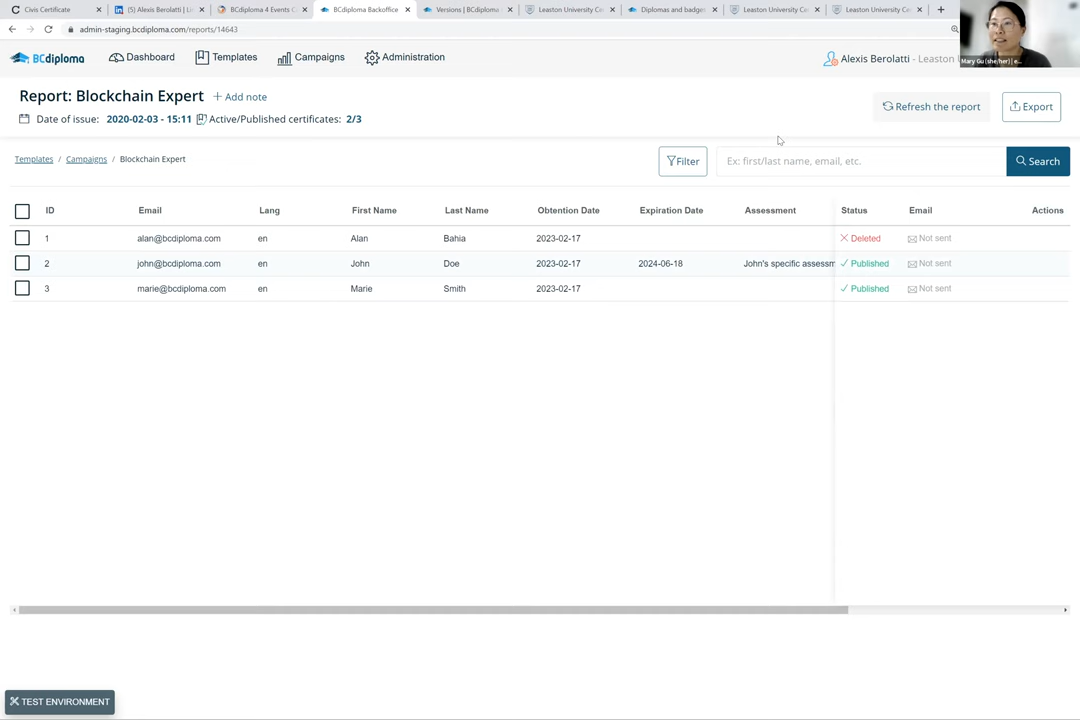 Civis Certificate
(5) Alexis Berolatti | Li
BCdiploma 4 Events C
BCdiploma Backoffice
Versions | BCdiploma
Leaston University Ce
Diplomas and badge
Leaston University Ce
Leaston University Ce
admin-staging.bcdiploma.com/reports/14643
BCdiploma
Dashboard
Templates
Campaigns
Administration
Alexis Berolatti - Leaston
Mary Gu (she/her) | e...
Report: Blockchain Expert + Add note
Date of issue: 2020-02-03 - 15:11 Active/Published certificates: 2/3
Refresh the report
Export
Templates / Campaigns / Blockchain Expert
Filter
Ex: first/last name, email, etc.
Search
ID Email Lang First Name Last Name Obtention Date Expiration Date Assessment Status Email Actions
1 alan@bcdiploma.com en Alan Bahia 2023-02-17 Deleted Not sent
2 john@bcdiploma.com en John Doe 2023-02-17 2024-06-18 John's specific assessm Published Not sent
3 marie@bcdiploma.com en Marie Smith 2023-02-17 Published Not sent
TEST ENVIRONMENT